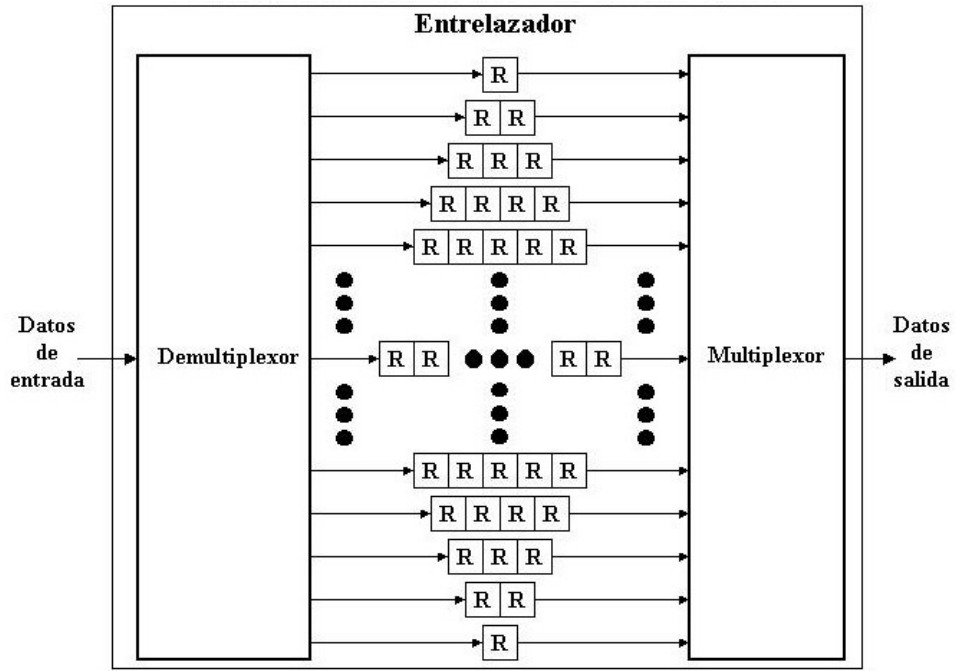 Entrelazador
R
R R
R R R
R R R R
R R R R R
Datos
de
entrada
Demultiplexor
R R
R R
Multiplexor
Datos
de
salida
R R R R R
R R R R
R R R
R R
R